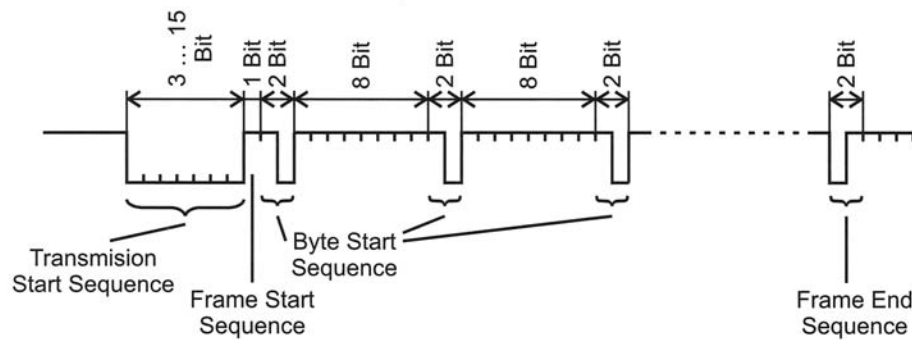 3 ... 15
Bit
1 Bit
2 Bit
8 Bit
2 Bit
8 Bit
2 Bit
2 Bit
Transmision
Start Sequence
Frame Start
Sequence
Byte Start
Sequence
Frame End
Sequence